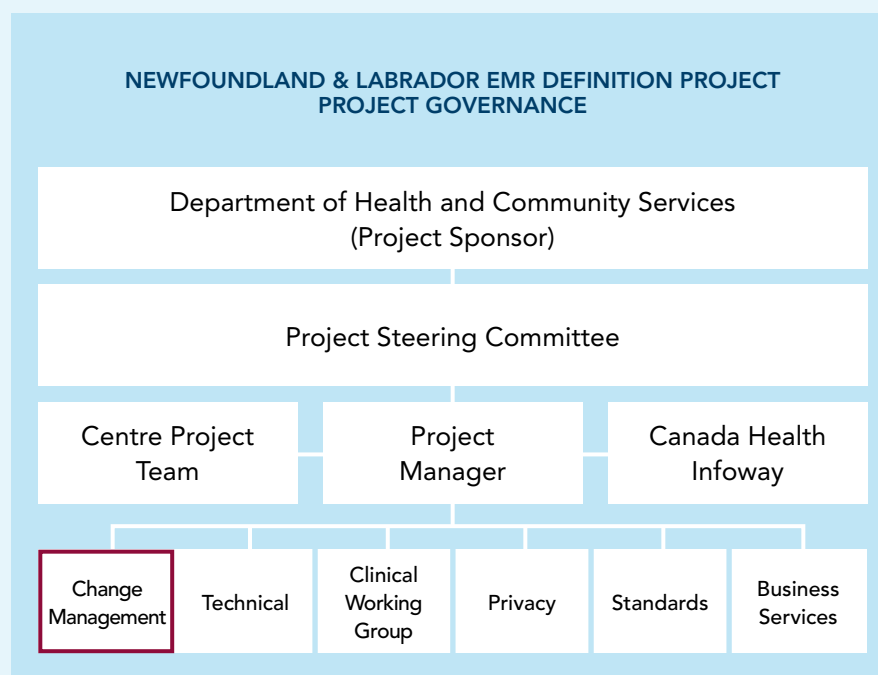 NEWFOUNDLAND & LABRADOR EMR DEFINITION PROJECT
PROJECT GOVERNANCE
Department of Health and Community Services
(Project Sponsor)
Project Steering Committee
Centre Project
Team
Project
Manager
Canada Health
Infoway
Change
Management
Technical
Clinical
Working
Group
Privacy
Standards
Business
Services